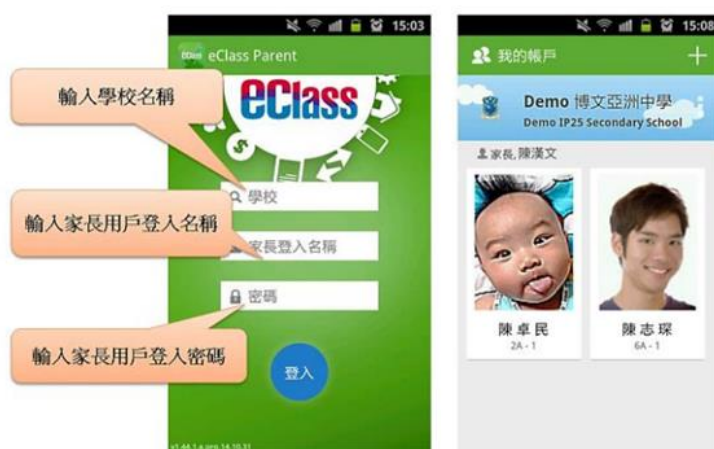 15:03
eClass Parent
eClass
輸入學校名稱
學校
輸入家長用戶登入名稱
家長登入名稱
密碼
輸入家長用戶登入密碼
登入
15:08
我的帳戶
Demo 博文亞洲中學
Demo IP25 Secondary School
家長, 陳漢文
陳卓民
2A - 1
陳志琛
6A - 1